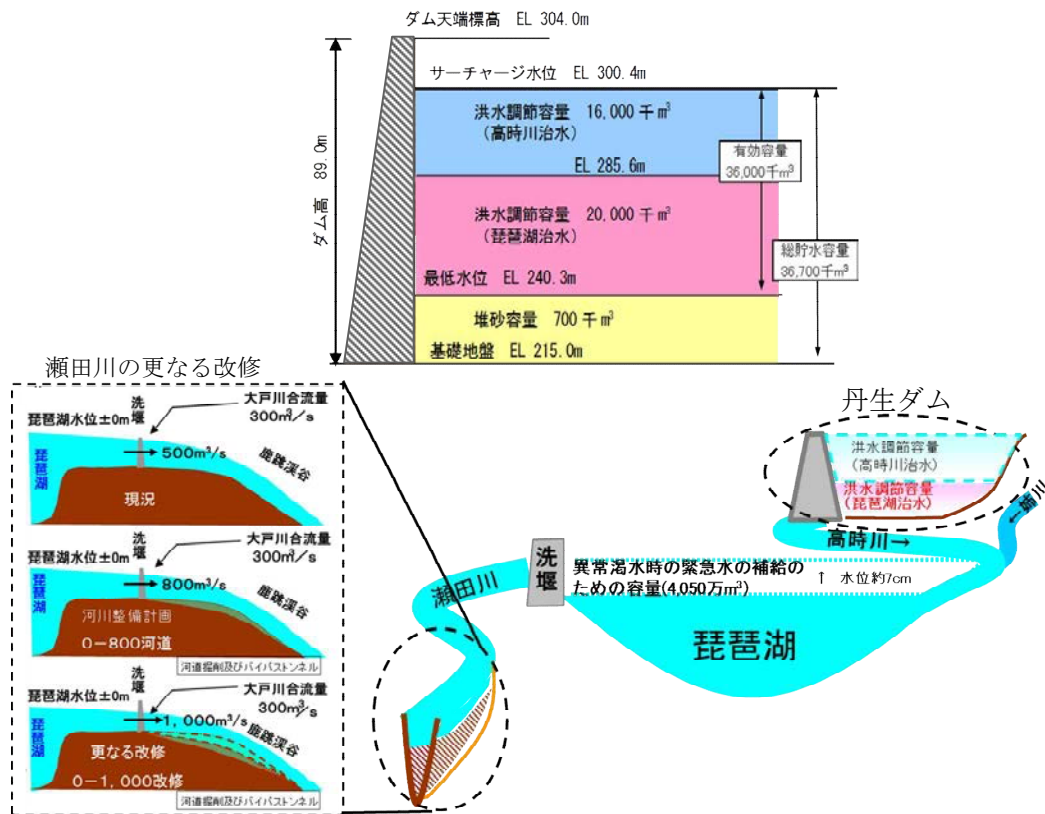 ダム天端標高 EL 304.0m
サーチャージ水位 EL 300.4m
洪水調節容量 16,000 千㎥
(高時川治水)
EL 285.6m
有効容量
36,000千m³
ダム高 89.0m
洪水調節容量 20,000 千㎥
(琵琶湖治水)
総貯水容量
36,700千m³
最低水位 EL 240.3m
堆砂容量 700 千㎥
基礎地盤 EL 215.0m
瀬田川の更なる改修
洗堰
大戸川合流量
300m³/s
琵琶湖水位±0m
500m³/s
鹿跳渓谷
琵琶湖
現況
洗堰
大戸川合流量
300m³/s
琵琶湖水位±0m
800m³/s
鹿跳渓谷
琵琶湖
河川整備計画
0-800河道
河道掘削及びバイパストンネル
洗堰
大戸川合流量
300m³/s
琵琶湖水位±0m
1,000m³/s
鹿跳渓谷
琵琶湖
更なる改修
0-1,000改修
河道掘削及びバイパストンネル
丹生ダム
洪水調節容量
(高時川治水)
洪水調節容量
(琵琶湖治水)
←姉川
高時川→
洗堰
異常渇水時の緊急水の補給の
ための容量(4,050万m³)
↑ 水位約7cm
瀬田川
琵琶湖